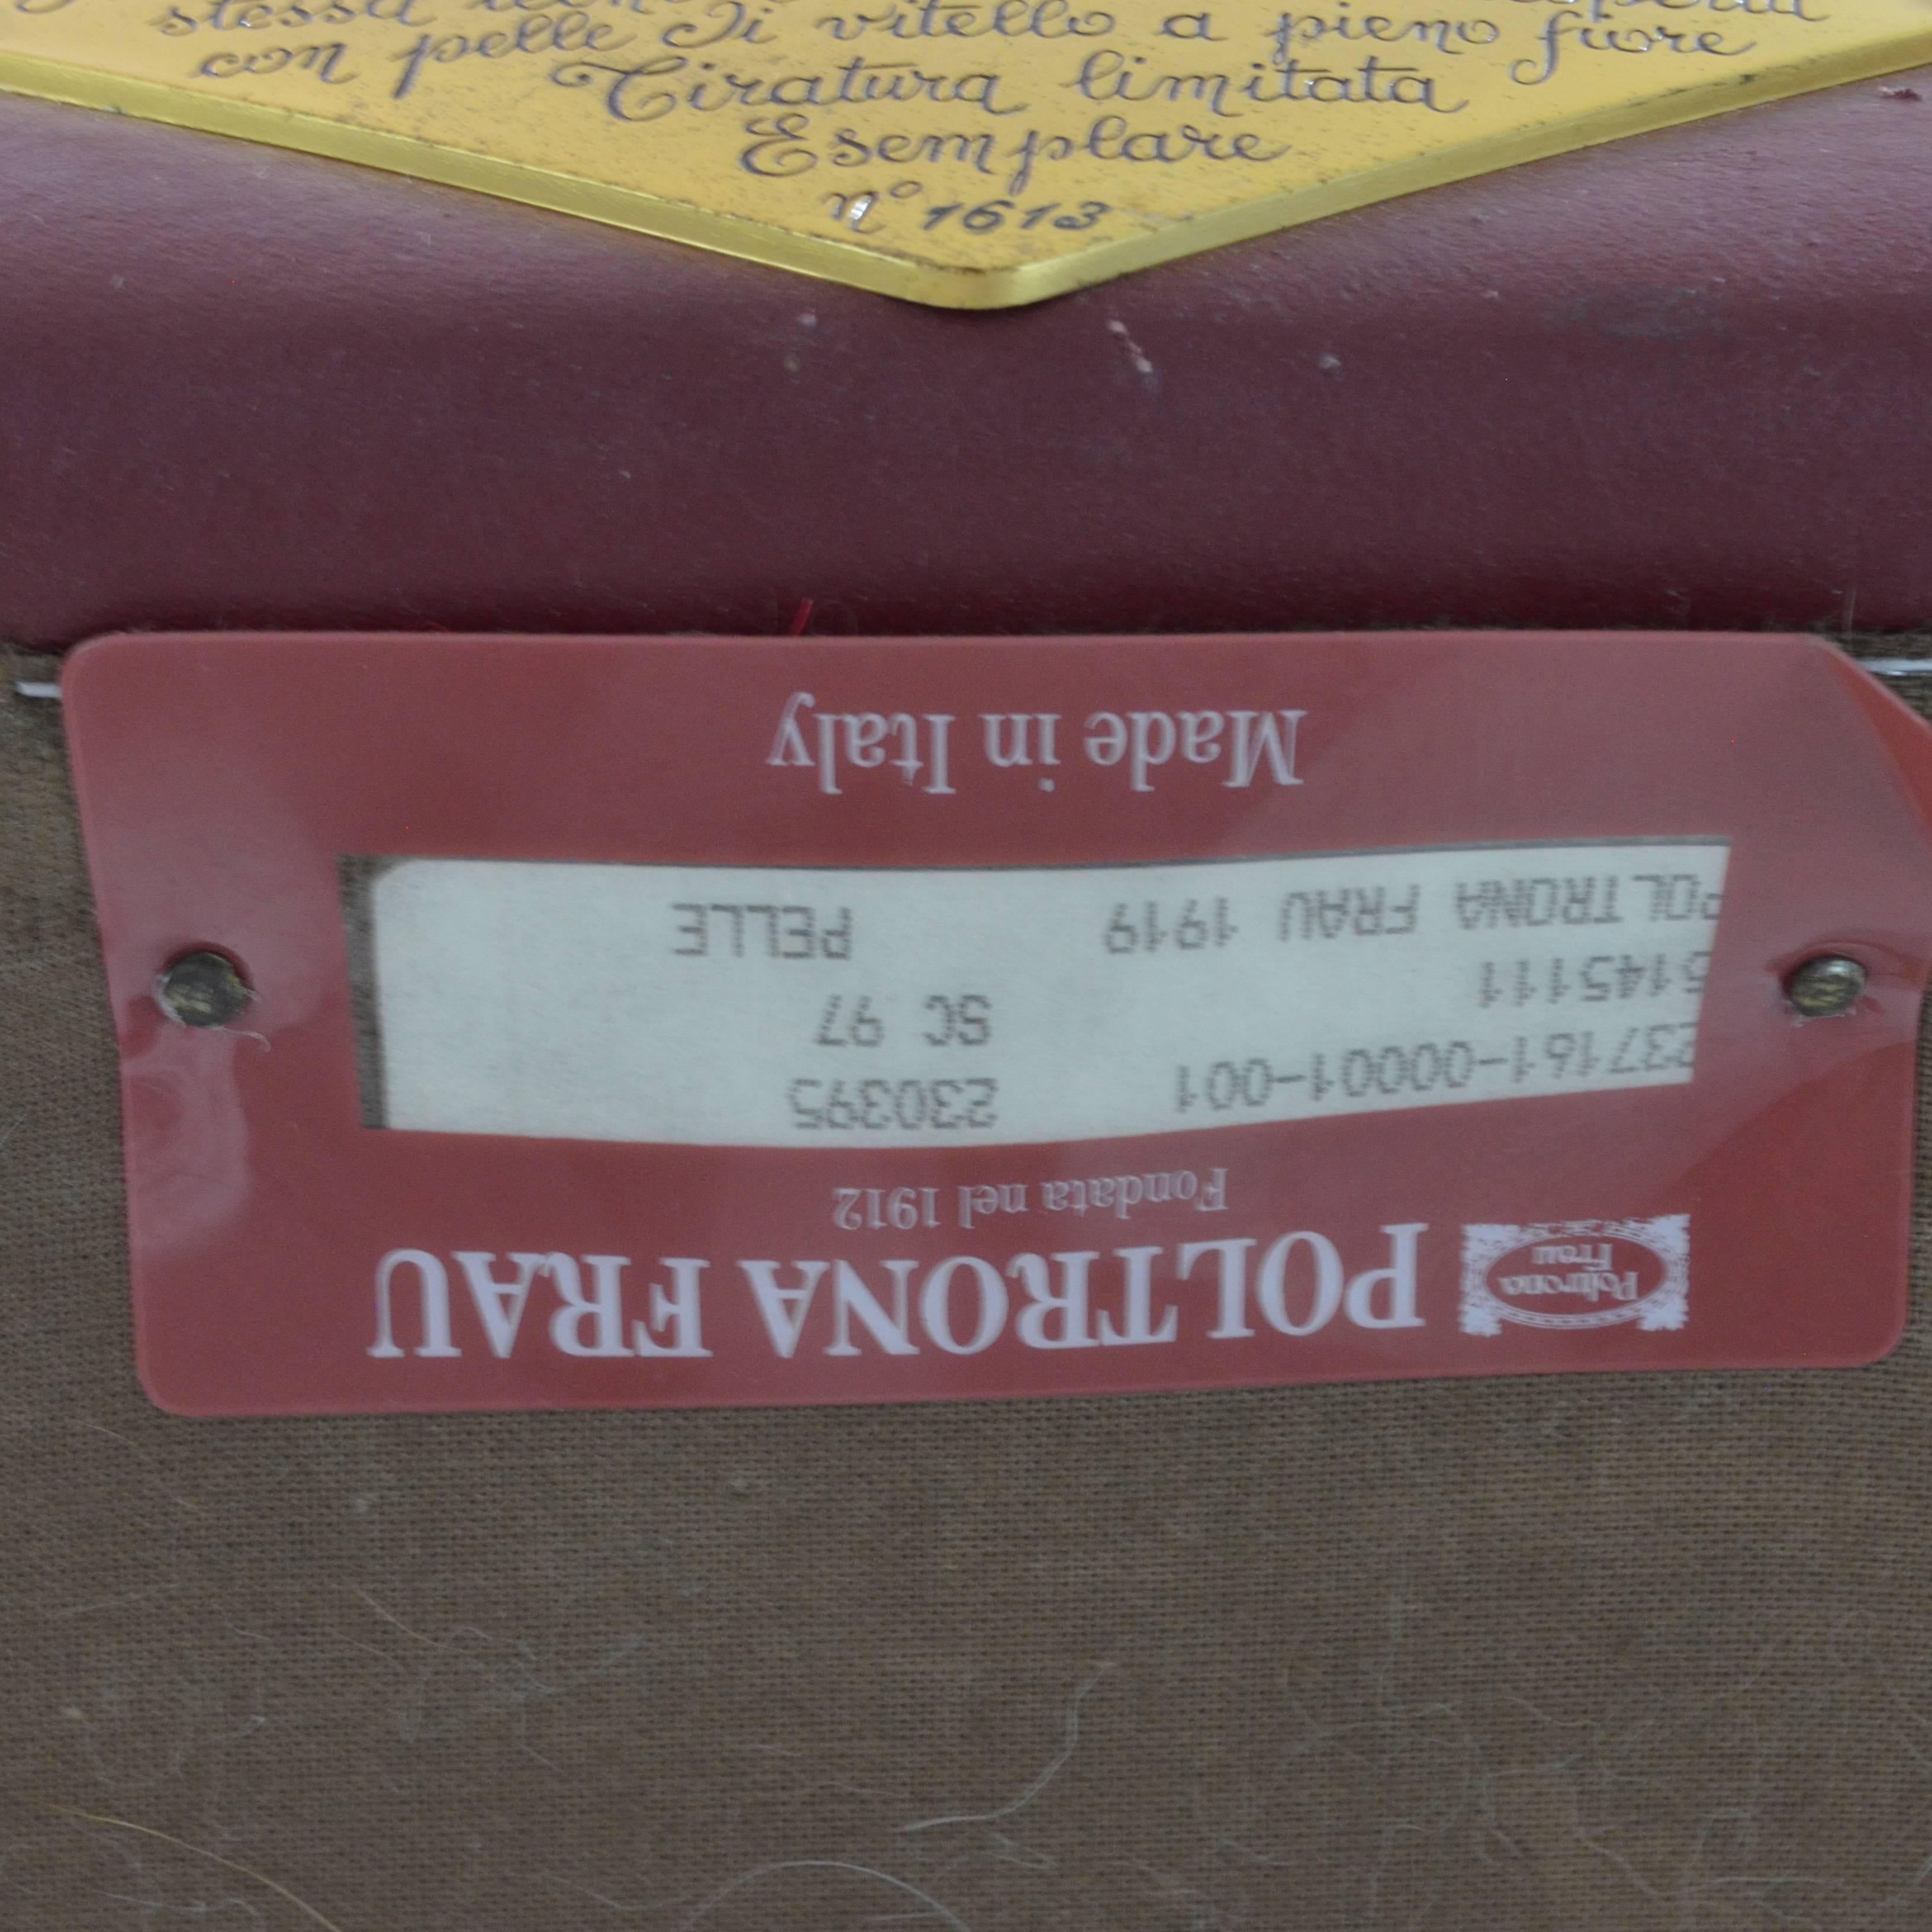 stessa
con pelle di vitello a pieno fiore
Tiratura limitata
Esemplare
n° 1613
Poltrona
Frau
POLTRONA FRAU
Fondata nel 1912
237161-00001-001 230395
5145111 SC 97
POLTRONA FRAU 1919 PELLE
Made in Italy